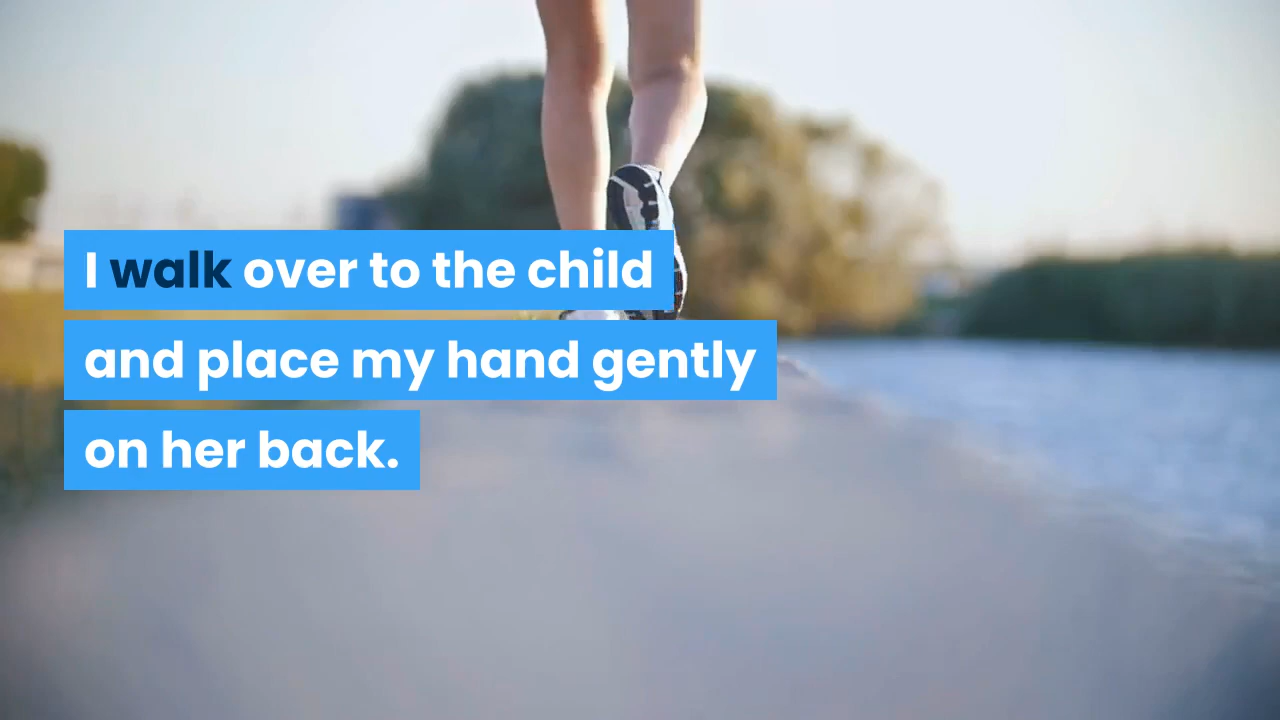 I walk over to the child
and place my hand gently
on her back.